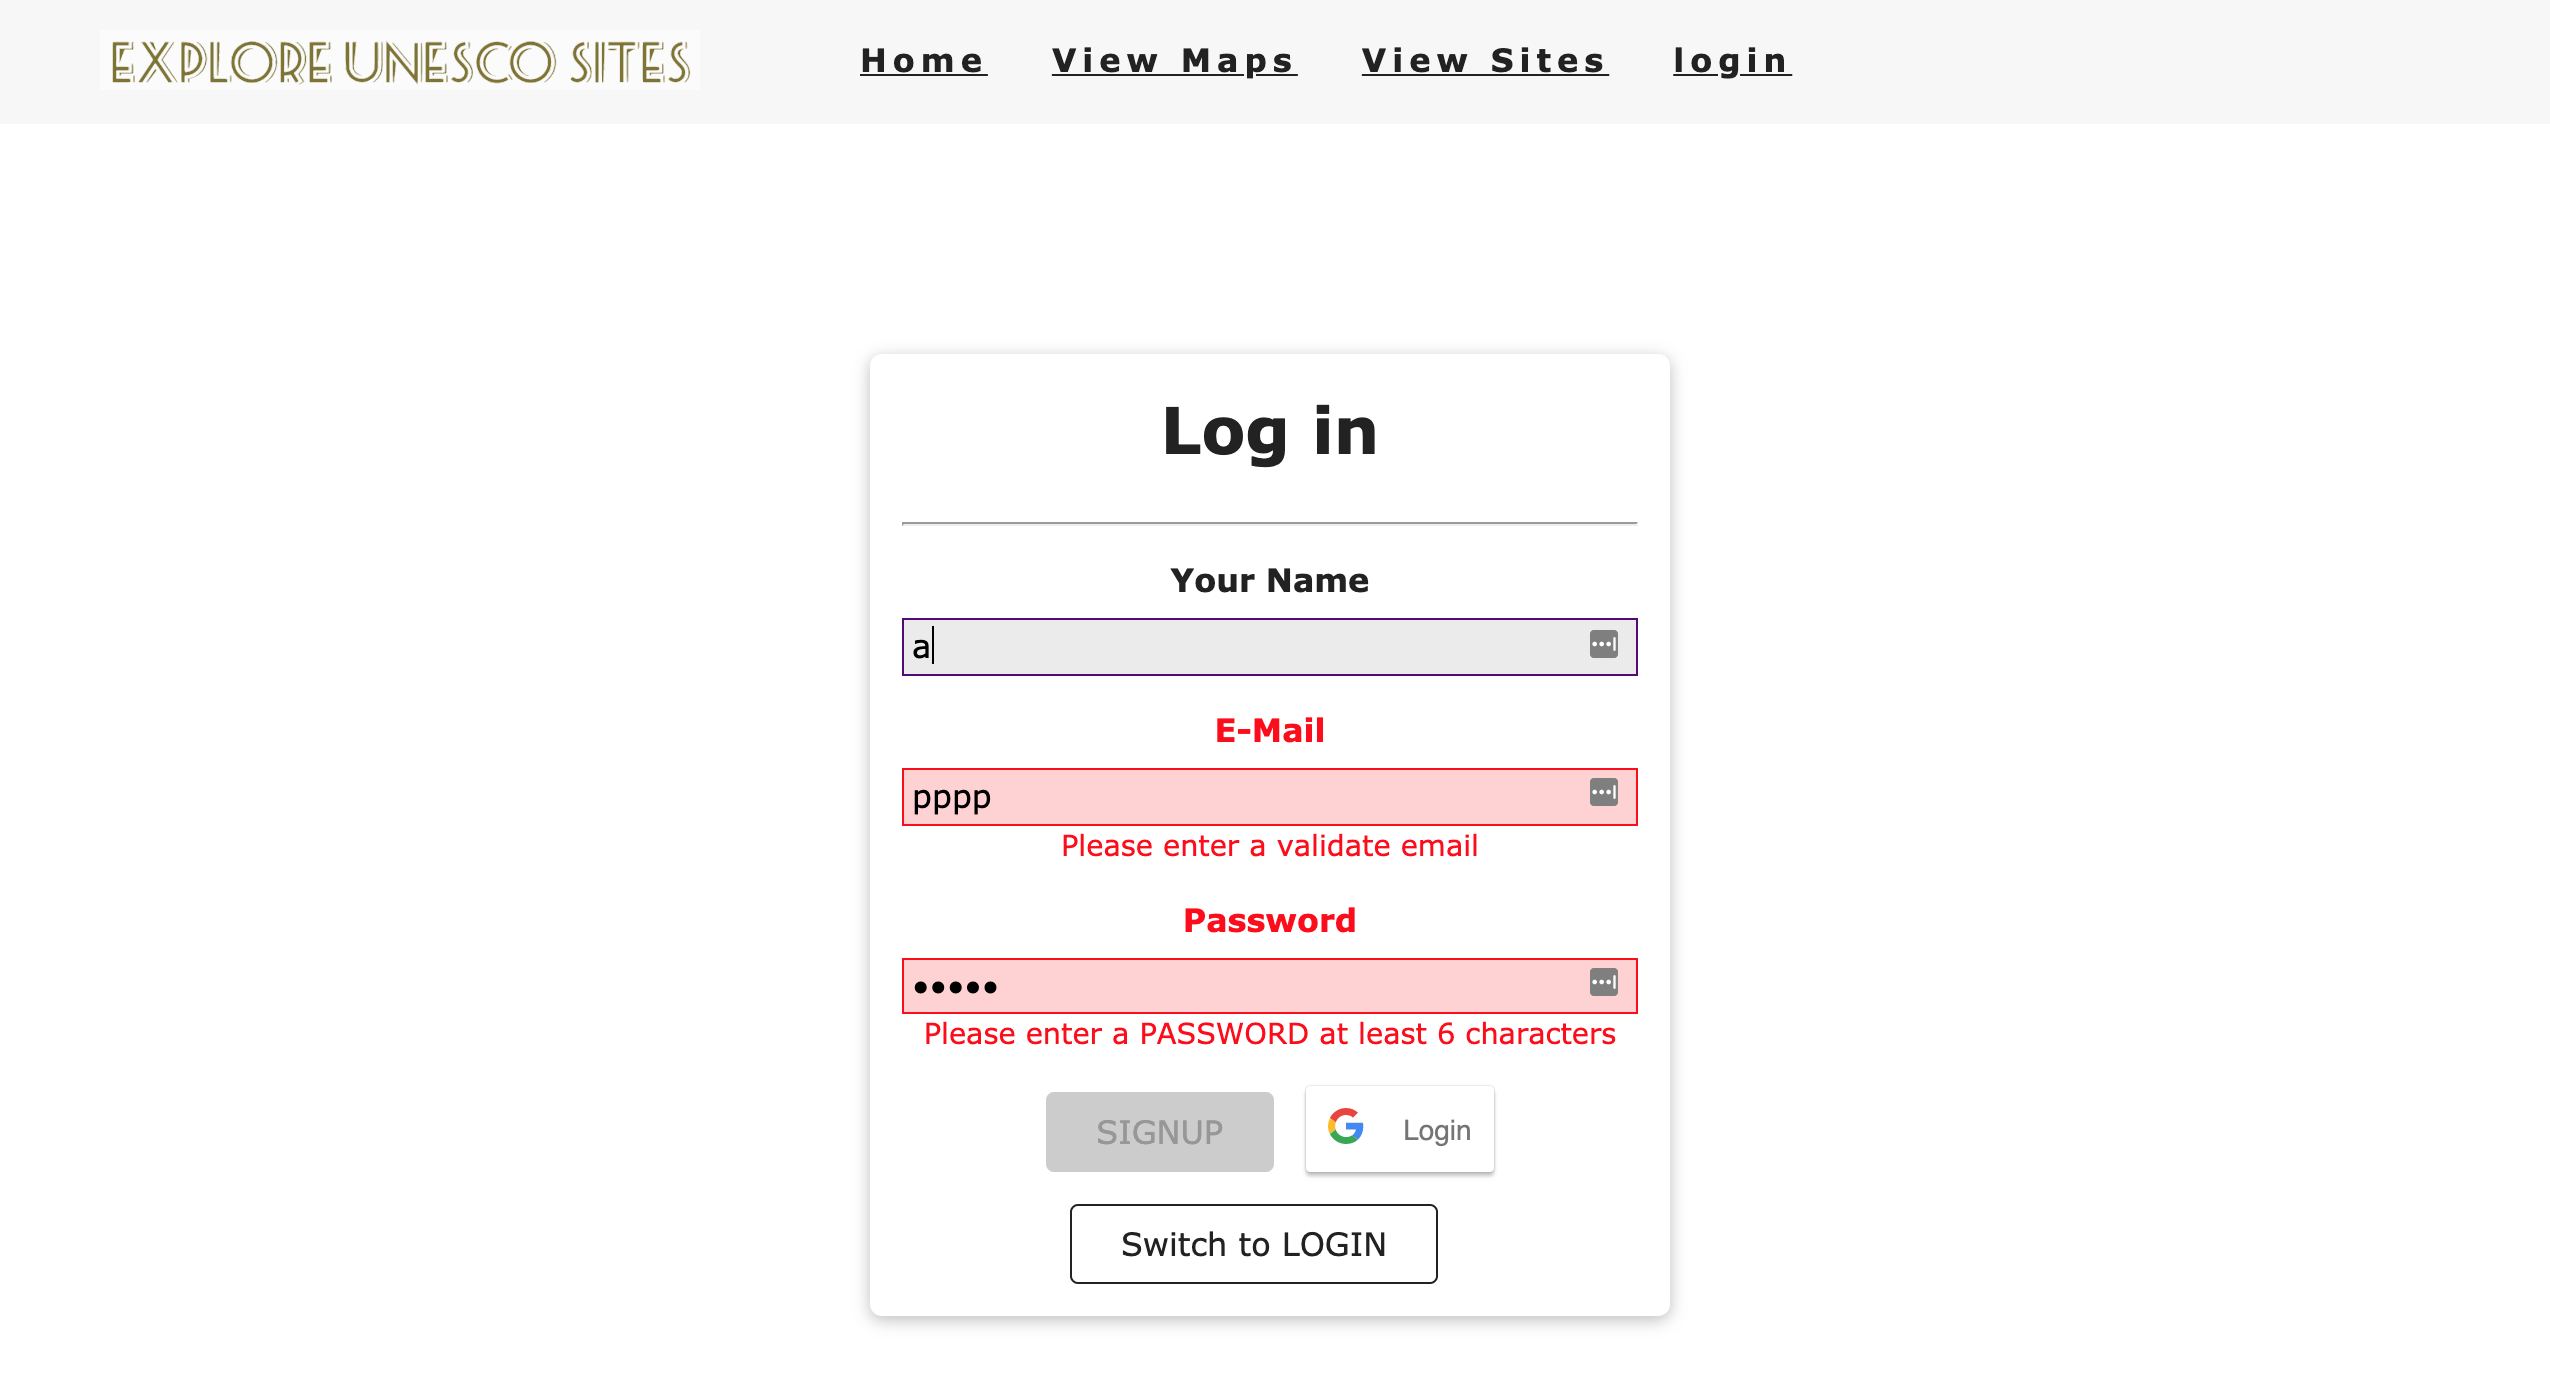 EXPLORE UNESCO SITES
Home View Maps View Sites login
Log in
Your Name
a
E-Mail
pppp
Please enter a validate email
Password
•••••
Please enter a PASSWORD at least 6 characters
SIGNUP Login
Switch to LOGIN